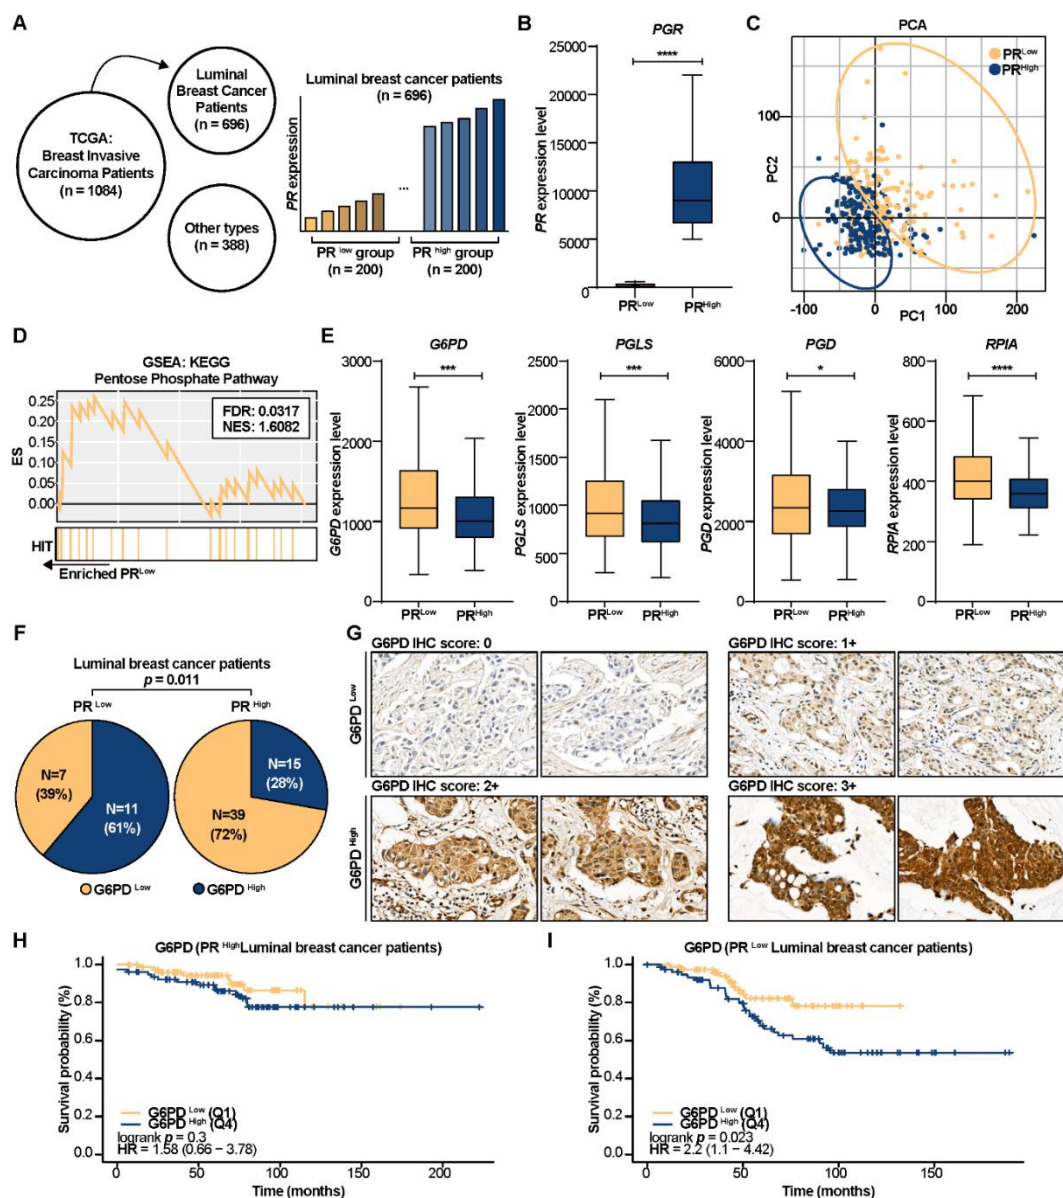 A
TCGA:
Breast Invasive
Carcinoma Patients
(n = 1084)
Luminal
Breast Cancer
Patients
(n = 696)
Other types
(n = 388)
Luminal breast cancer patients
(n = 696)
PR expression
...
PR low group
(n = 200)
PR high group
(n = 200)
B
PGR
****
PR expression level
25000
20000
15000
10000
5000
0
PRLow
PRHigh
C
PCA
PRLow
PRHigh
PC2
100
0
-100
-50
0
50
100
150
200
PC1
D
GSEA: KEGG
Pentose Phosphate Pathway
FDR: 0.0317
NES: 1.6082
ES
0.25
0.20
0.15
0.10
0.05
0.00
HIT
Enriched PRLow
E
G6PD
***
G6PD expression level
3000
2000
1000
0
PRLow
PRHigh
PGLS
***
PGLS expression level
2500
2000
1500
1000
500
0
PRLow
PRHigh
PGD
*
PGD expression level
6000
4000
2000
0
PRLow
PRHigh
RPIA
****
RPIA expression level
800
600
400
200
0
PRLow
PRHigh
F
Luminal breast cancer patients
p = 0.011
PR Low
PR High
N=7
(39%)
N=11
(61%)
N=15
(28%)
N=39
(72%)
G6PD Low
G6PD High
G
G6PD IHC score: 0
G6PD IHC score: 1+
G6PD Low
G6PD IHC score: 2+
G6PD IHC score: 3+
G6PD High
H
G6PD (PR High Luminal breast cancer patients)
Survival probability (%)
1.0
0.8
0.6
0.4
0.2
0.0
G6PD Low (Q1)
G6PD High (Q4)
logrank p = 0.3
HR = 1.58 (0.66 – 3.78)
0
50
100
150
200
Time (months)
I
G6PD (PR Low Luminal breast cancer patients)
Survival probability (%)
1.0
0.8
0.6
0.4
0.2
0.0
G6PD Low (Q1)
G6PD High (Q4)
logrank p = 0.023
HR = 2.2 (1.1 – 4.42)
0
50
100
150
Time (months)